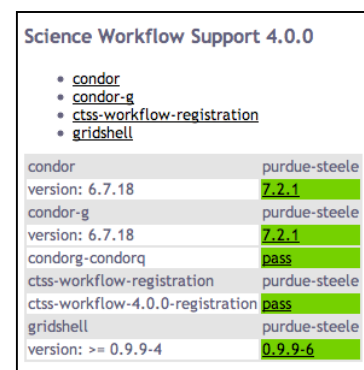 Science Workflow Support 4.0.0
condor
condor-g
ctss-workflow-registration
gridshell
condor purdue-steele
version: 6.7.18 7.2.1
condor-g purdue-steele
version: 6.7.18 7.2.1
condorg-condorq pass
ctss-workflow-registration purdue-steele
ctss-workflow-4.0.0-registration pass
gridshell purdue-steele
version: >= 0.9.9-4 0.9.9-6